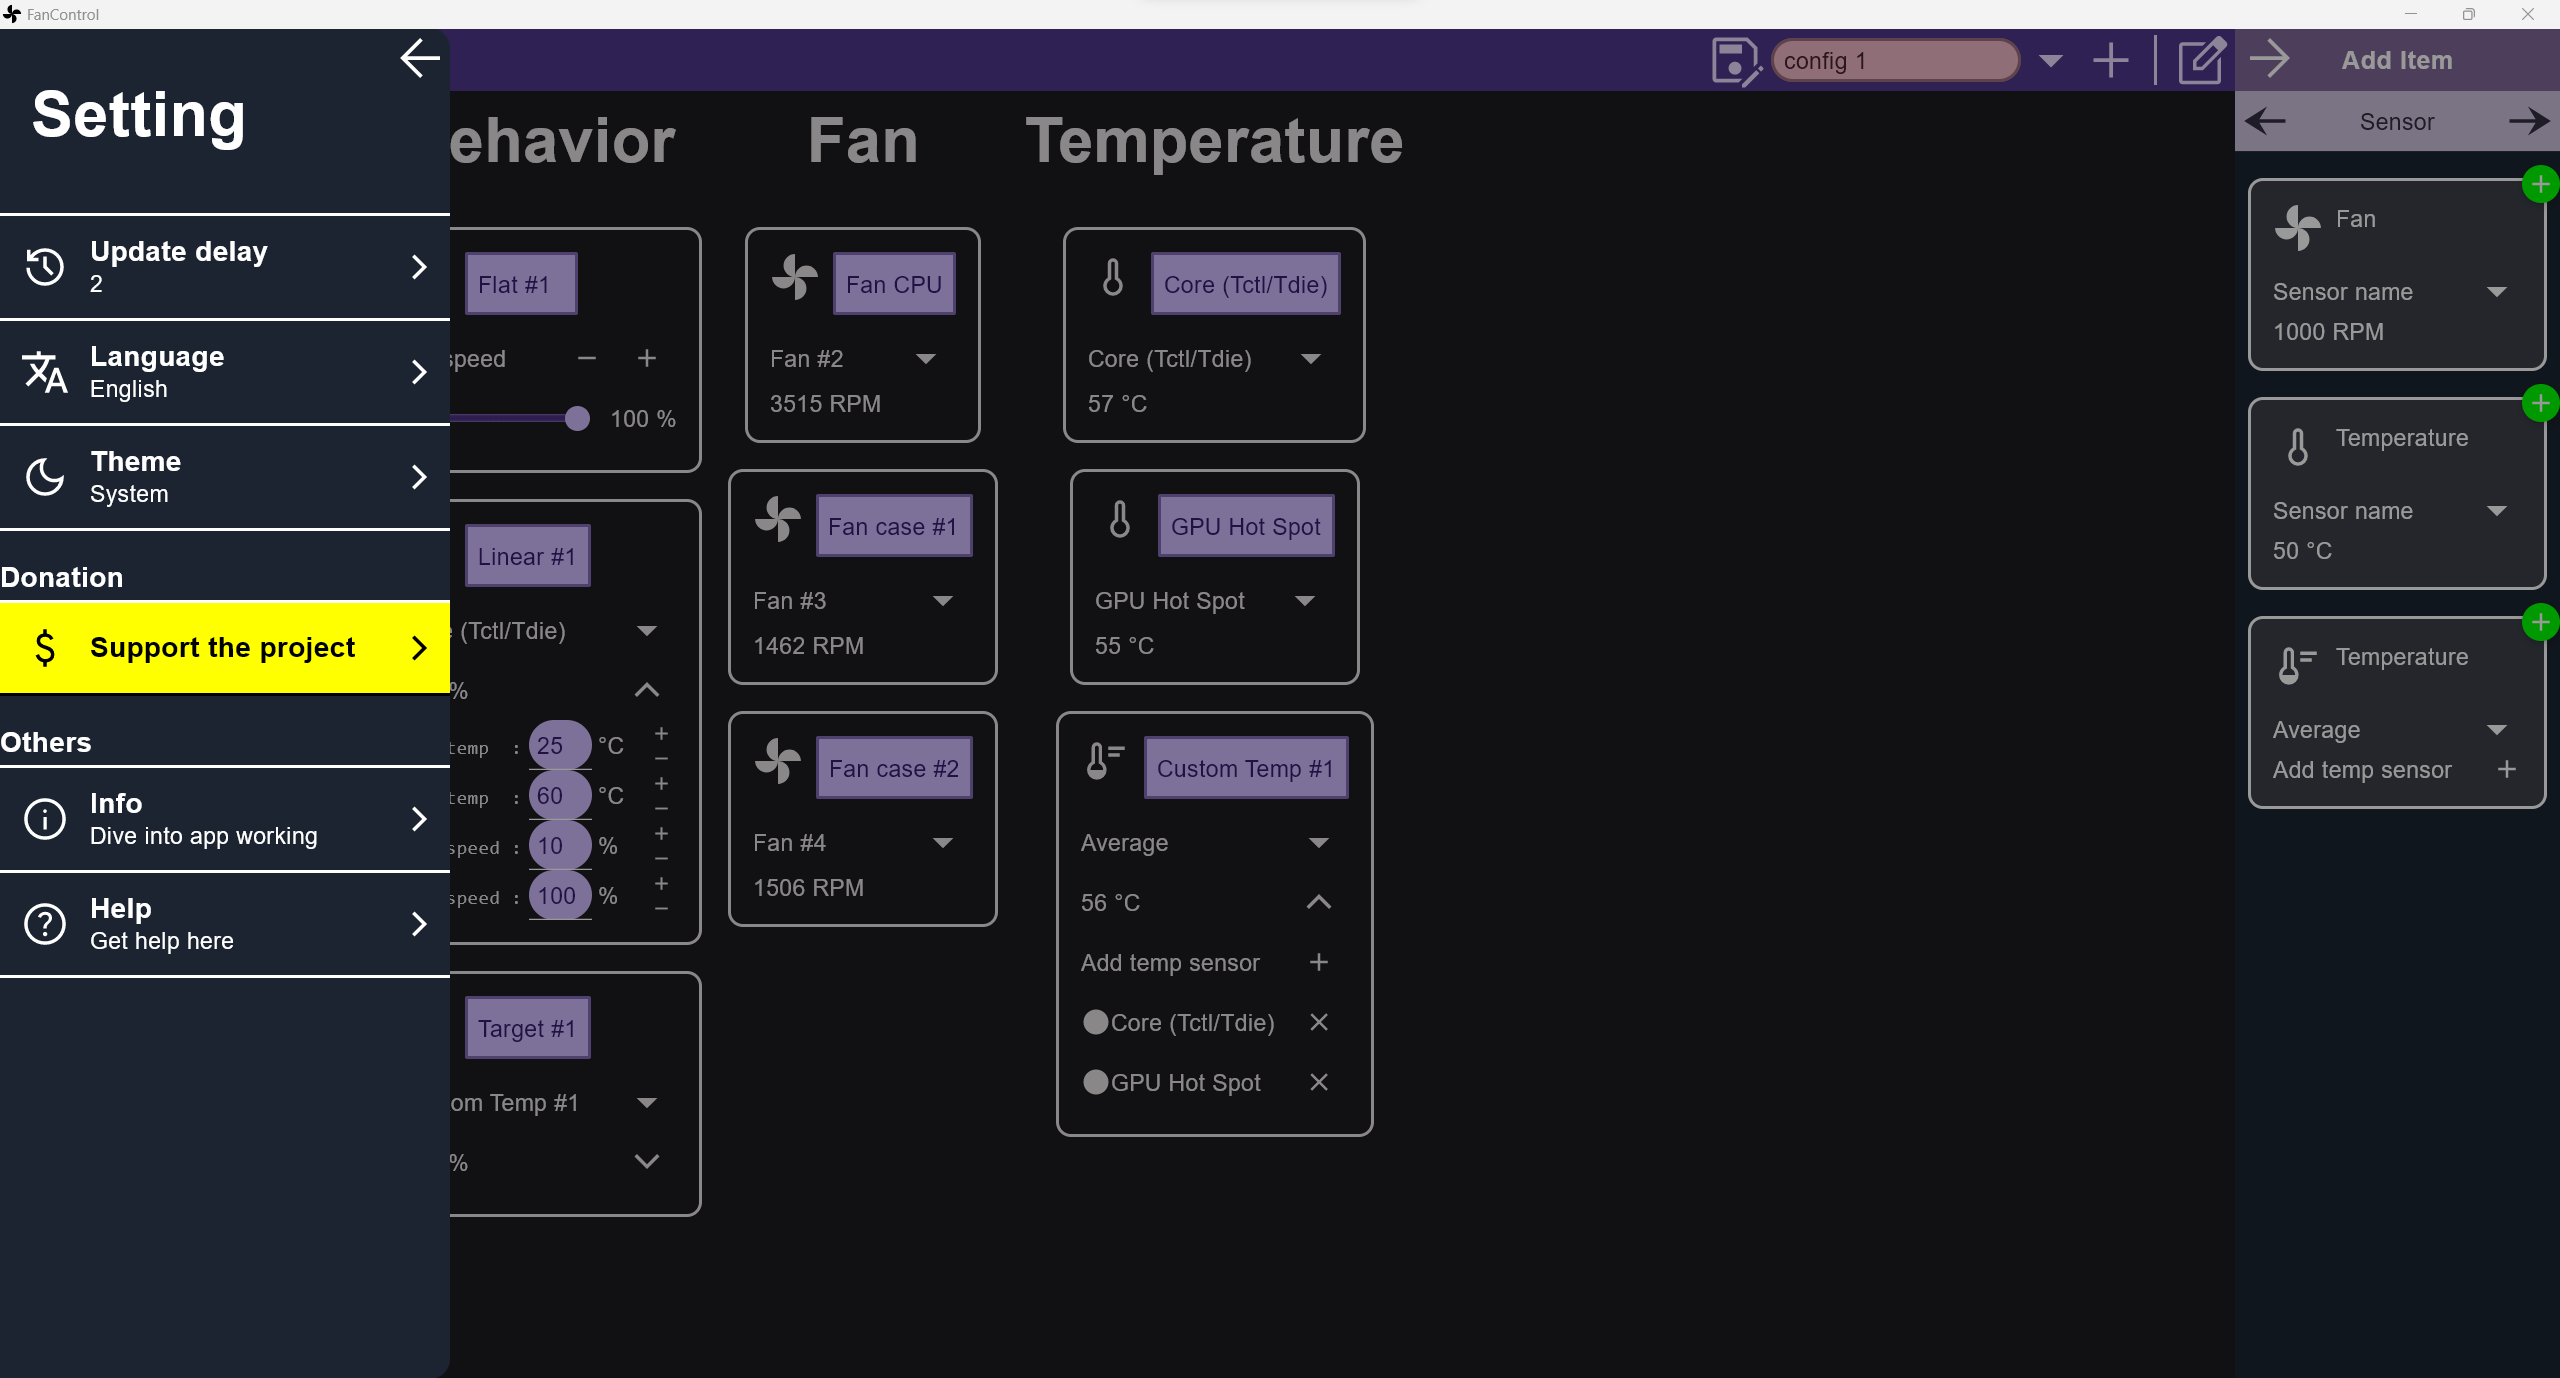 FanControl
Setting
Update delay
2
Language
English
Theme
System
Donation
Support the project
Others
Info
Dive into app working
Help
Get help here
ehavior
Flat #1
speed
100 %
Linear #1
(Tctl/Tdie)
%
temp : 25 °C
temp : 60 °C
speed : 10 %
speed : 100 %
Target #1
om Temp #1
%
Fan
Fan CPU
Fan #2
3515 RPM
Fan case #1
Fan #3
1462 RPM
Fan case #2
Fan #4
1506 RPM
Temperature
Core (Tctl/Tdie)
Core (Tctl/Tdie)
57 °C
GPU Hot Spot
GPU Hot Spot
55 °C
Custom Temp #1
Average
56 °C
Add temp sensor
Core (Tctl/Tdie)
GPU Hot Spot
config 1
Add Item
Sensor
Fan
Sensor name
1000 RPM
Temperature
Sensor name
50 °C
Temperature
Average
Add temp sensor